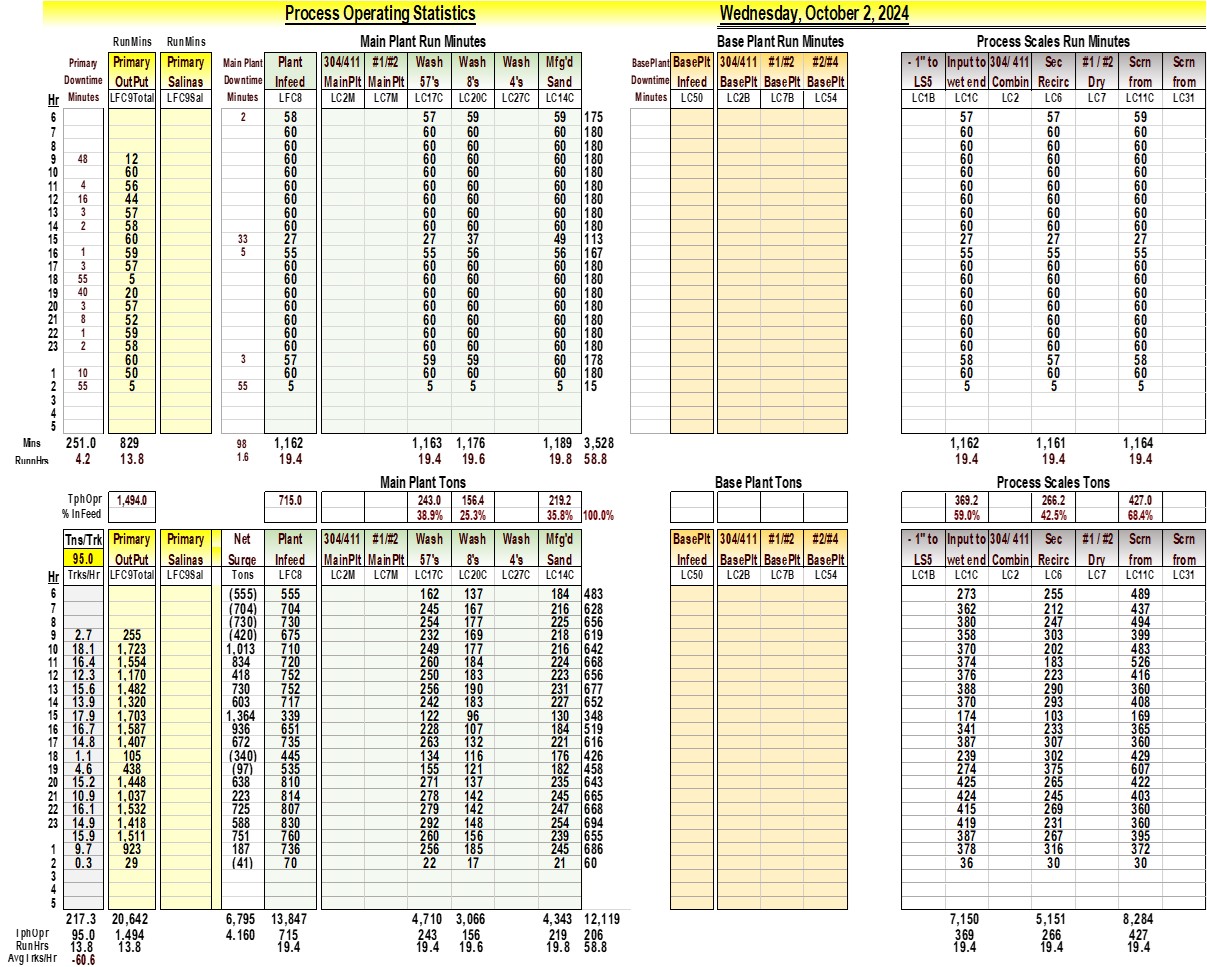 Process Operating Statistics Wednesday, October 2, 2024
RunMins RunMins Main Plant Run Minutes Base Plant Run Minutes Process Scales Run Minutes
Primary Primary Primary Main Plant Plant 304/411 #1/#2 Wash Wash Wash Mfg'd BasePlant BasePlt 304/411 #1/#2 #2/#4 - 1" to Input to 304/ 411 Sec #1 / #2 Scrn Scrn
Downtime OutPut Salinas Downtime Infeed MainPlt MainPlt 57's 8's 4's Sand Downtime Infeed BasePlt BasePlt BasePlt LS5 wet end Combin Recirc Dry from from
Hr Minutes LFC9Total LFC9Sal Minutes LFC8 LC2M LC7M LC17C LC20C LC27C LC14C Minutes LC50 LC2B LC7B LC54 LC1B LC1C LC2 LC6 LC7 LC11C LC31
6 2 58 57 59 59 175 57 57 59
7 60 60 60 60 180 60 60 60
8 60 60 60 60 180 60 60 60
9 48 12 60 60 60 60 180 60 60 60
10 60 60 60 60 60 180 60 60 60
11 4 56 60 60 60 60 180 60 60 60
12 16 44 60 60 60 60 180 60 60 60
13 3 57 60 60 60 60 180 60 60 60
14 2 58 60 60 60 60 180 60 60 60
15 60 33 27 27 37 49 113 27 27 27
16 1 59 5 55 55 56 56 167 55 55 55
17 3 57 60 60 60 60 180 60 60 60
18 55 5 60 60 60 60 180 60 60 60
19 40 20 60 60 60 60 180 60 60 60
20 3 57 60 60 60 60 180 60 60 60
21 8 52 60 60 60 60 180 60 60 60
22 1 59 60 60 60 60 180 60 60 60
23 2 58 60 60 60 60 180 60 60 60
60 3 57 59 59 60 178 58 57 58
1 10 50 60 60 60 60 180 60 60 60
2 55 5 55 5 5 5 5 15 5 5 5
3
4
5
Mins 251.0 829 98 1,162 1,163 1,176 1,189 3,528 1,162 1,161 1,164
RunnHrs 4.2 13.8 1.6 19.4 19.4 19.6 19.8 58.8 19.4 19.4 19.4
Main Plant Tons Base Plant Tons Process Scales Tons
TphOpr 1,494.0 715.0 243.0 156.4 219.2 369.2 266.2 427.0
% InFeed 38.9% 25.3% 35.8% 100.0% 59.0% 42.5% 68.4%
Tns/Trk Primary Primary Net Plant 304/411 #1/#2 Wash Wash Wash Mfg'd BasePlt 304/411 #1/#2 #2/#4 - 1" to Input to 304/ 411 Sec #1 / #2 Scrn Scrn
95.0 OutPut Salinas Surge Infeed MainPlt MainPlt 57's 8's 4's Sand Infeed BasePlt BasePlt BasePlt LS5 wet end Combin Recirc Dry from from
Hr Trks/Hr LFC9Total LFC9Sal Tons LFC8 LC2M LC7M LC17C LC20C LC27C LC14C LC50 LC2B LC7B LC54 LC1B LC1C LC2 LC6 LC7 LC11C LC31
6 (555) 555 162 137 184 483 273 255 489
7 (704) 704 245 167 216 628 362 212 437
8 (730) 730 254 177 225 656 380 247 494
9 2.7 255 (420) 675 232 169 218 619 358 303 399
10 18.1 1,723 1,013 710 249 177 216 642 370 202 483
11 16.4 1,554 834 720 260 184 224 668 374 183 526
12 12.3 1,170 418 752 250 183 223 656 376 223 416
13 15.6 1,482 730 752 256 190 231 677 388 290 360
14 13.9 1,320 603 717 242 183 227 652 370 293 408
15 17.9 1,703 1,364 339 122 96 130 348 174 103 169
16 16.7 1,587 936 651 228 107 184 519 341 233 365
17 14.8 1,407 672 735 263 132 221 616 387 307 360
18 1.1 105 (340) 445 134 116 176 426 239 302 429
19 4.6 438 (97) 535 155 121 182 458 274 375 607
20 15.2 1,448 638 810 271 137 235 643 425 265 422
21 10.9 1,037 223 814 278 142 245 665 424 245 403
22 16.1 1,532 725 807 279 142 247 668 415 269 360
23 14.9 1,418 588 830 292 148 254 694 419 231 360
15.9 1,511 751 760 260 156 239 655 387 267 395
1 9.7 923 187 736 256 185 245 686 378 316 372
2 0.3 29 (41) 70 22 17 21 60 36 30 30
3
4
5
217.3 20,642 6,795 13,847 4,710 3,066 4,343 12,119 7,150 5,151 8,284
TphOpr 95.0 1,494 4,160 715 243 156 219 206 369 266 427
RunHrs 13.8 13.8 19.4 19.4 19.6 19.8 58.8 19.4 19.4 19.4
Avg Trks/Hr -60.6